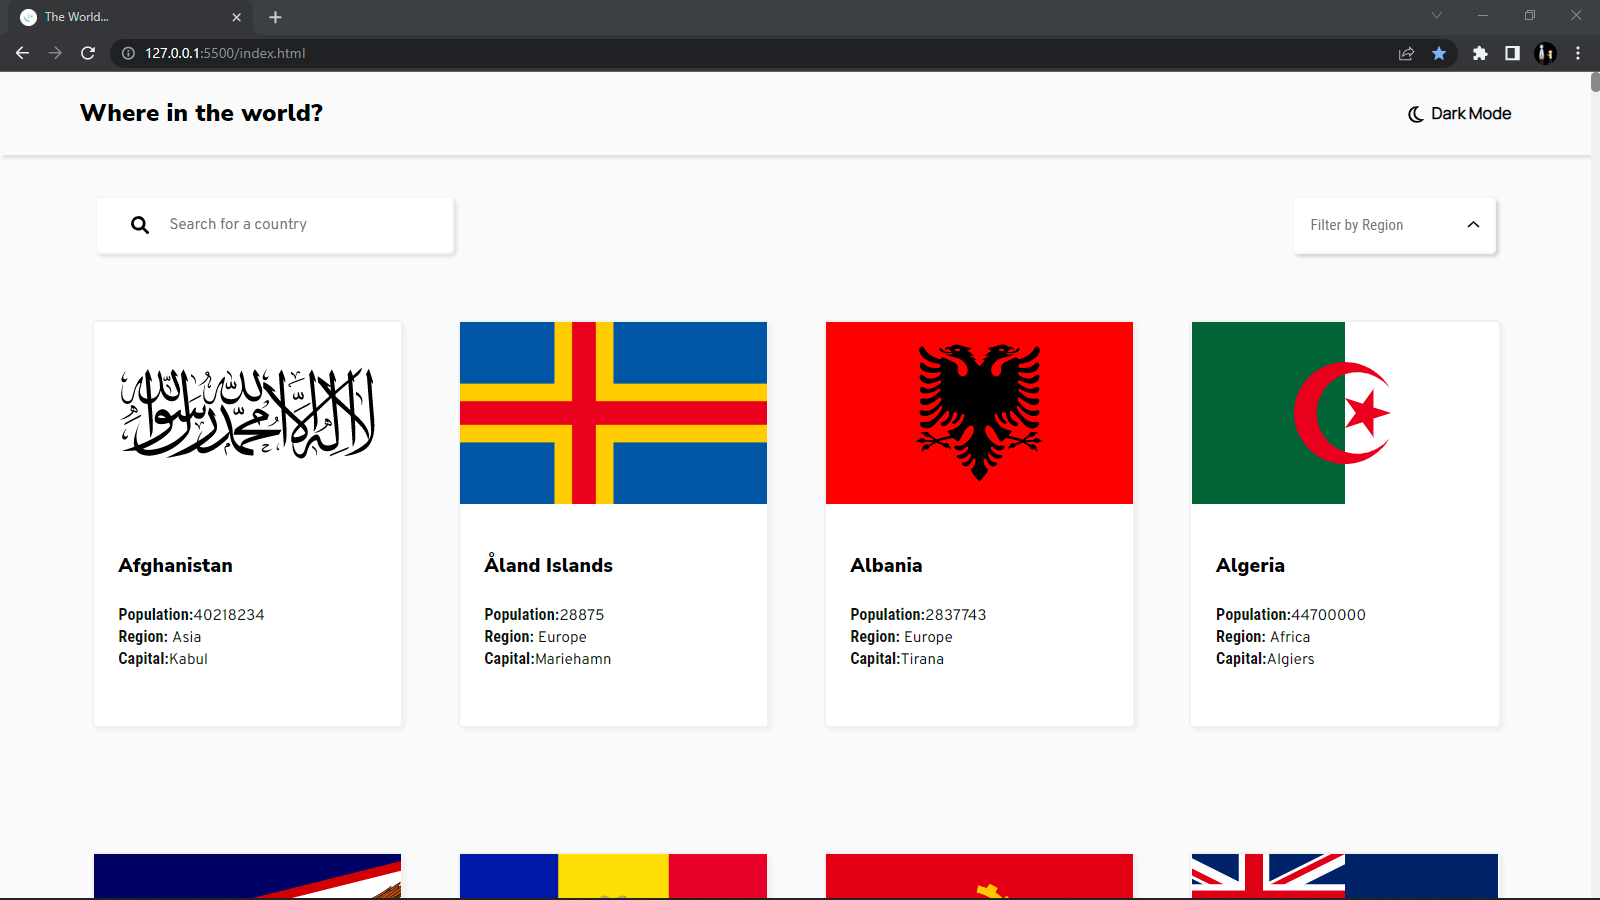 The World...
127.0.0.1:5500/index.html
Where in the world?
Dark Mode
Search for a country
Filter by Region
لا إله إلا الله محمد رسول الله
Afghanistan
Population:40218234
Region: Asia
Capital:Kabul
Åland Islands
Population:28875
Region: Europe
Capital:Mariehamn
Albania
Population:2837743
Region: Europe
Capital:Tirana
Algeria
Population:44700000
Region: Africa
Capital:Algiers